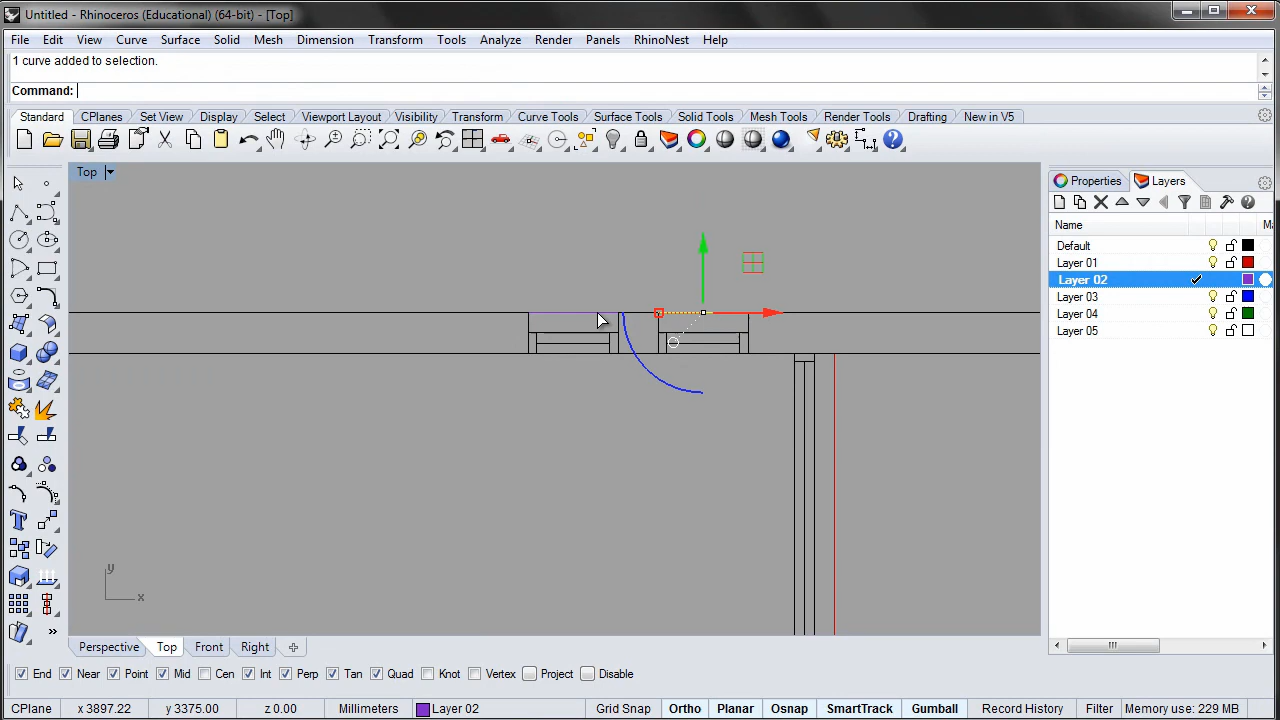 Untitled - Rhinoceros (Educational) (64-bit) - [Top]
File Edit View Curve Surface Solid Mesh Dimension Transform Tools Analyze Render Panels RhinoNest Help
1 curve added to selection.
Command:
Standard CPlanes Set View Display Select Viewport Layout Visibility Transform Curve Tools Surface Tools Solid Tools Mesh Tools Render Tools Drafting New in V5
Top
Properties Layers
Name
Default
Layer 01
Layer 02
Layer 03
Layer 04
Layer 05
y
x
Perspective Top Front Right
End Near Point Mid Cen Int Perp Tan Quad Knot Vertex Project Disable
CPlane x 3897.22 y 3375.00 z 0.00 Millimeters Layer 02 Grid Snap Ortho Planar Osnap SmartTrack Gumball Record History Filter Memory use: 229 MB